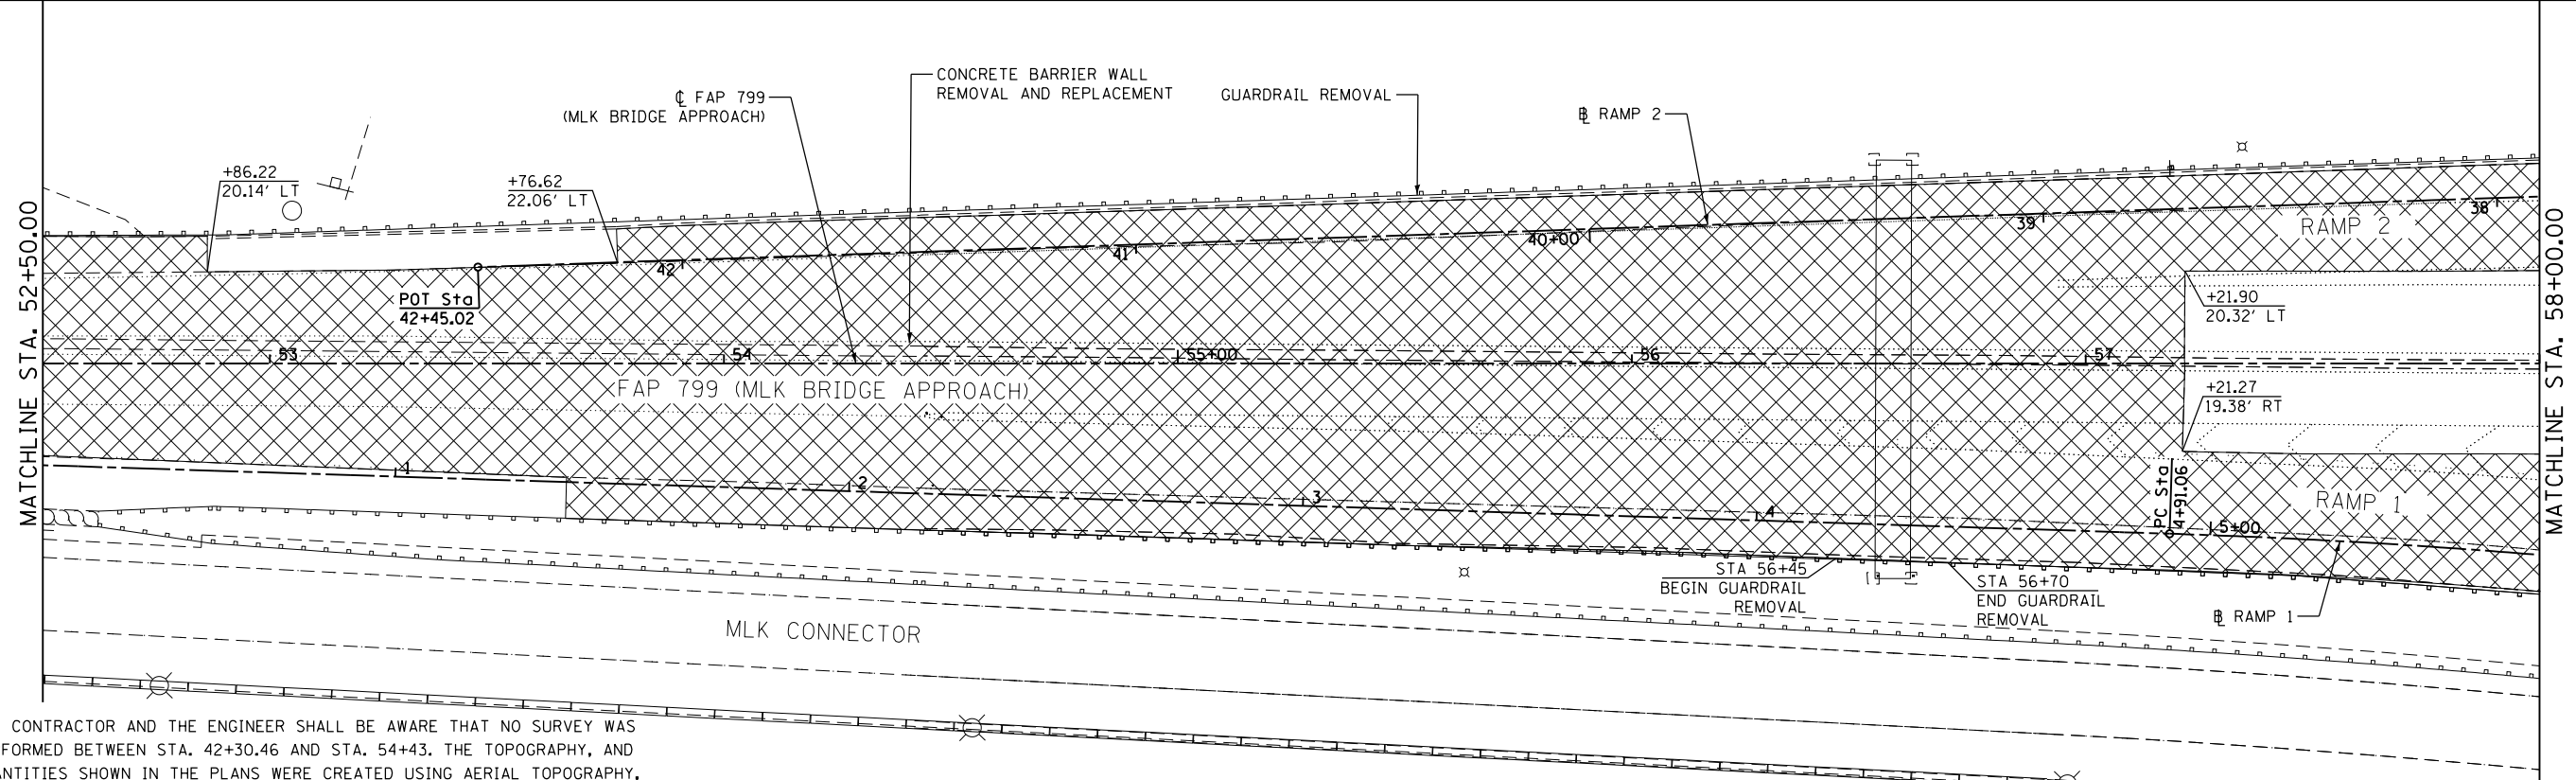 CONCRETE BARRIER WALL
REMOVAL AND REPLACEMENT
GUARDRAIL REMOVAL
℄ FAP 799
(MLK BRIDGE APPROACH)
RAMP 2
+86.22
20.14' LT
+76.62
22.06' LT
MATCHLINE STA. 52+50.00
MATCHLINE STA. 58+00.00
38
39
RAMP 2
40+00
41
42
POT Sta
42+45.02
+21.90
20.32' LT
53
54
55+00
56
57
FAP 799 (MLK BRIDGE APPROACH)
+21.27
19.38' RT
1
2
3
4
5+00
PC Sta
4+91.06
RAMP 1
STA 56+45
BEGIN GUARDRAIL
REMOVAL
STA 56+70
END GUARDRAIL
REMOVAL
RAMP 1
MLK CONNECTOR
CONTRACTOR AND THE ENGINEER SHALL BE AWARE THAT NO SURVEY WAS
FORMED BETWEEN STA. 42+30.46 AND STA. 54+43. THE TOPOGRAPHY, AND
ANTITIES SHOWN IN THE PLANS WERE CREATED USING AERIAL TOPOGRAPHY.